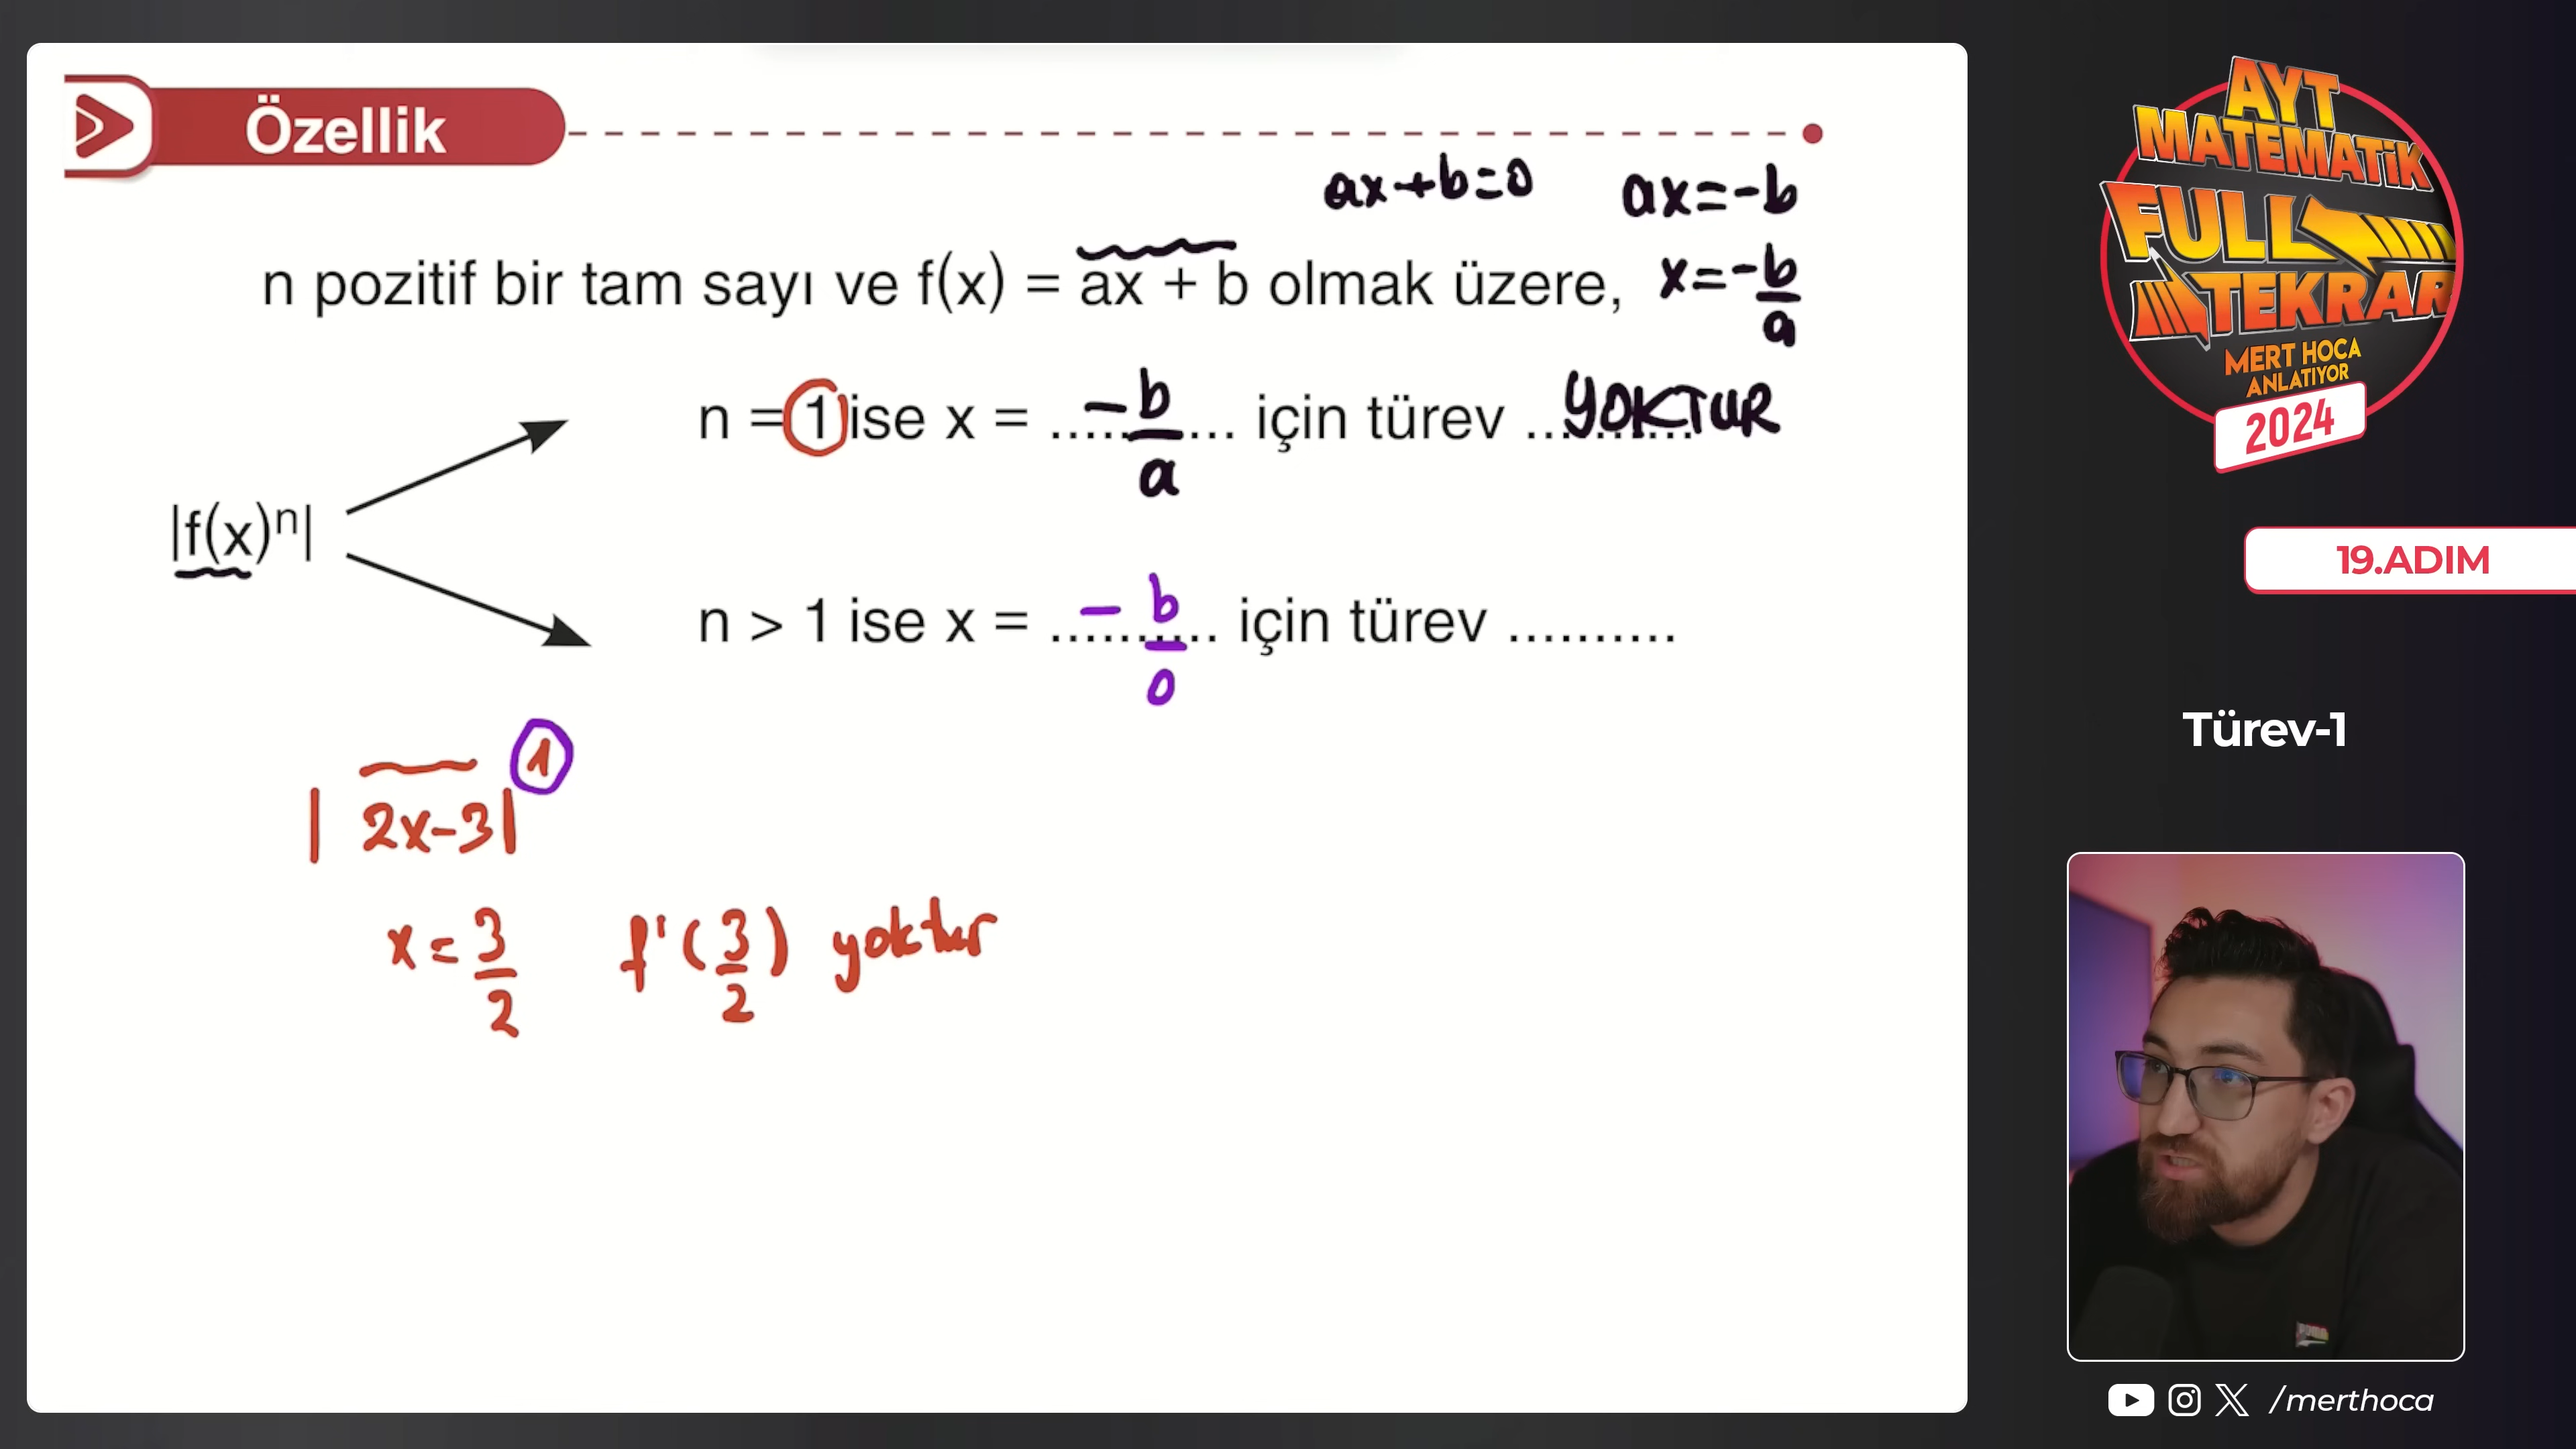 Özellik
ax+b=0 ax=-b
n pozitif bir tam sayı ve f(x) = ax + b olmak üzere, x=-b/a
n = 1 ise x = ....-b/a.... için türev ...YOKTUR
|f(x)ⁿ|
n > 1 ise x = ....-b/0.... için türev ..........
|2x-3|¹
x=3/2 f'(3/2) yoktur
AYT
MATEMATİK
FULL
TEKRAR
MERT HOCA
ANLATIYOR
2024
19.ADIM
Türev-1
/merthoca